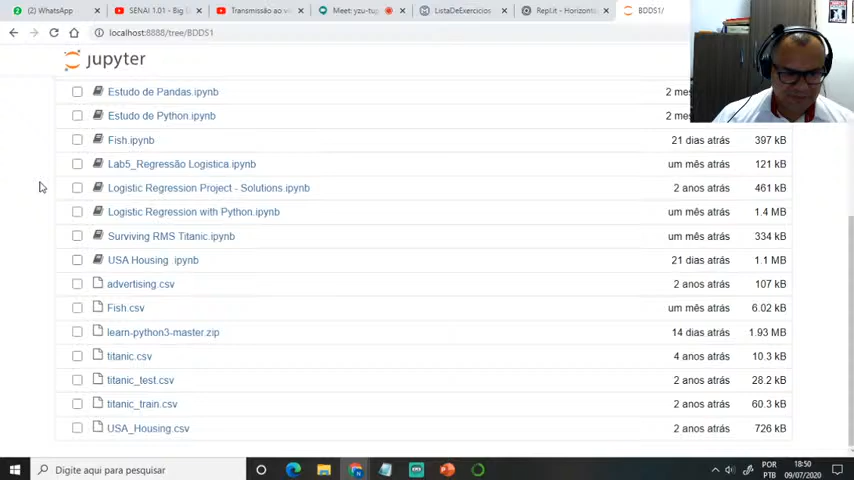 (2) WhatsApp
SENAI 1.01 - Big
Transmissão ao vi
Meet: yzu-tup
ListaDeExercicios
Repl.it - Horizont
BDDS1/
localhost:8888/tree/BDDS1
jupyter
Estudo de Pandas.ipynb 2 me
Estudo de Python.ipynb 2 me
Fish.ipynb 21 dias atrás 397 kB
Lab5_Regressão Logistica.ipynb um mês atrás 121 kB
Logistic Regression Project - Solutions.ipynb 2 anos atrás 461 kB
Logistic Regression with Python.ipynb um mês atrás 1.4 MB
Surviving RMS Titanic.ipynb um mês atrás 334 kB
USA Housing .ipynb 21 dias atrás 1.1 MB
advertising.csv 2 anos atrás 107 kB
Fish.csv um mês atrás 6.02 kB
learn-python3-master.zip 14 dias atrás 1.93 MB
titanic.csv 4 anos atrás 10.3 kB
titanic_test.csv 2 anos atrás 28.2 kB
titanic_train.csv 2 anos atrás 60.3 kB
USA_Housing.csv 2 anos atrás 726 kB
Digite aqui para pesquisar
POR
PTB
18:50
09/07/2020